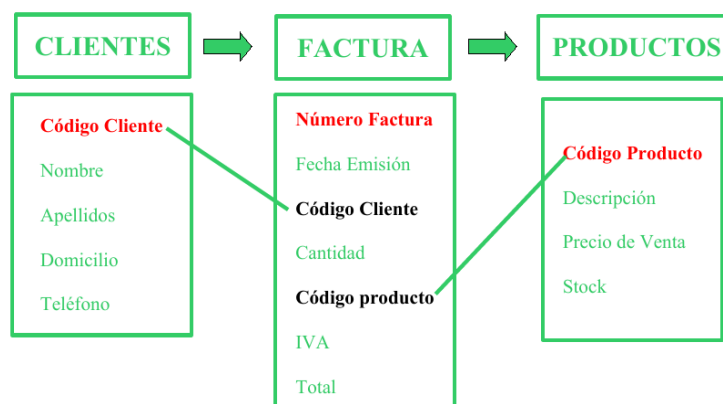 CLIENTES
FACTURA
PRODUCTOS
Código Cliente
Nombre
Apellidos
Domicilio
Teléfono
Número Factura
Fecha Emisión
Código Cliente
Cantidad
Código producto
IVA
Total
Código Producto
Descripción
Precio de Venta
Stock